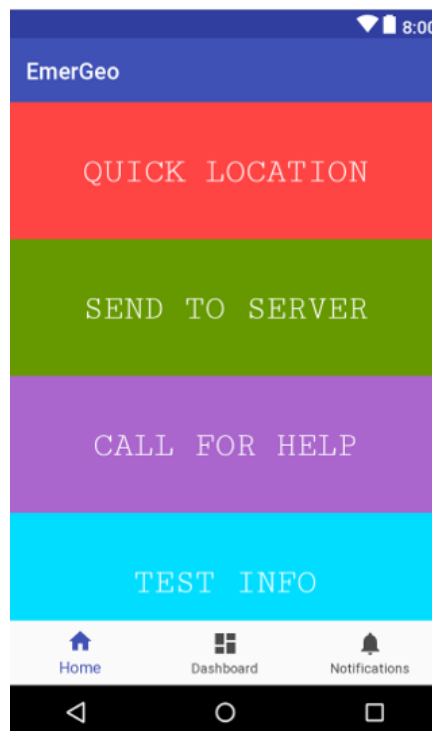 8:00
EmerGeo
QUICK LOCATION
SEND TO SERVER
CALL FOR HELP
TEST INFO
Home Dashboard Notifications